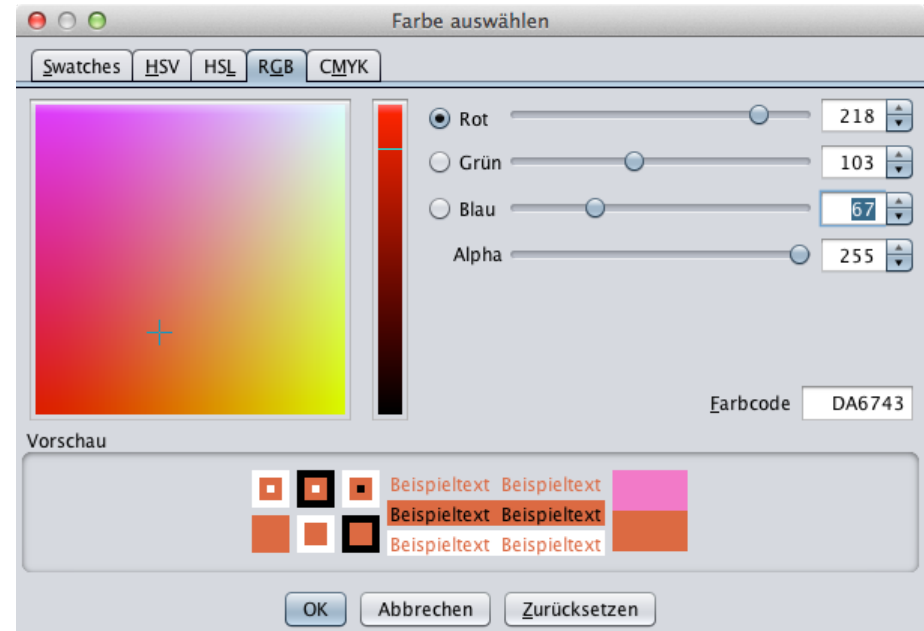 Farbe auswählen
Swatches HSV HSL RGB CMYK
Rot 218
Grün 103
Blau 67
Alpha 255
Farbcode DA6743
Vorschau
Beispieltext Beispieltext
Beispieltext Beispieltext
Beispieltext Beispieltext
OK Abbrechen Zurücksetzen